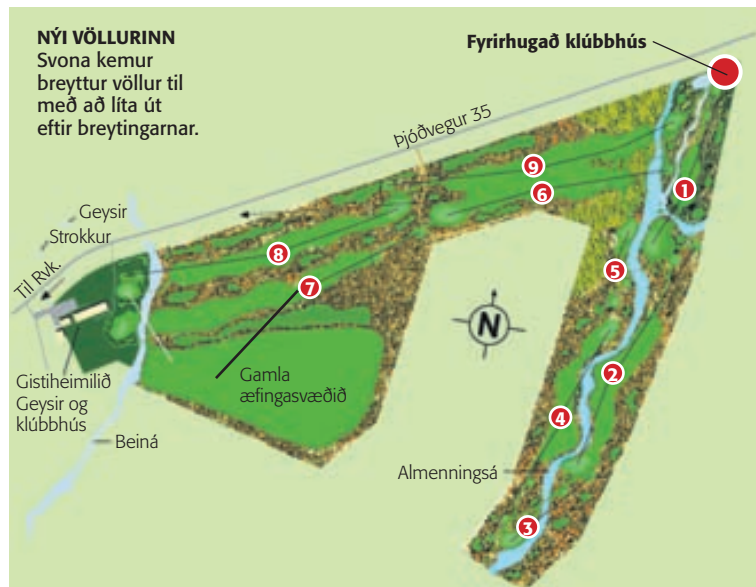 NÝI VÖLLURINN
Svona kemur
breyttur völlur til
með að líta út
eftir breytingarnar.
Fyrirhugað klúbbhús
Þjóðvegur 35
9
6
1
Geysir
Strokkur
Til Rvk.
8
7
5
N
2
4
3
Gistiheimilið
Geysir og
klúbbhús
Gamla
æfingasvæðið
Beiná
Almenningsá